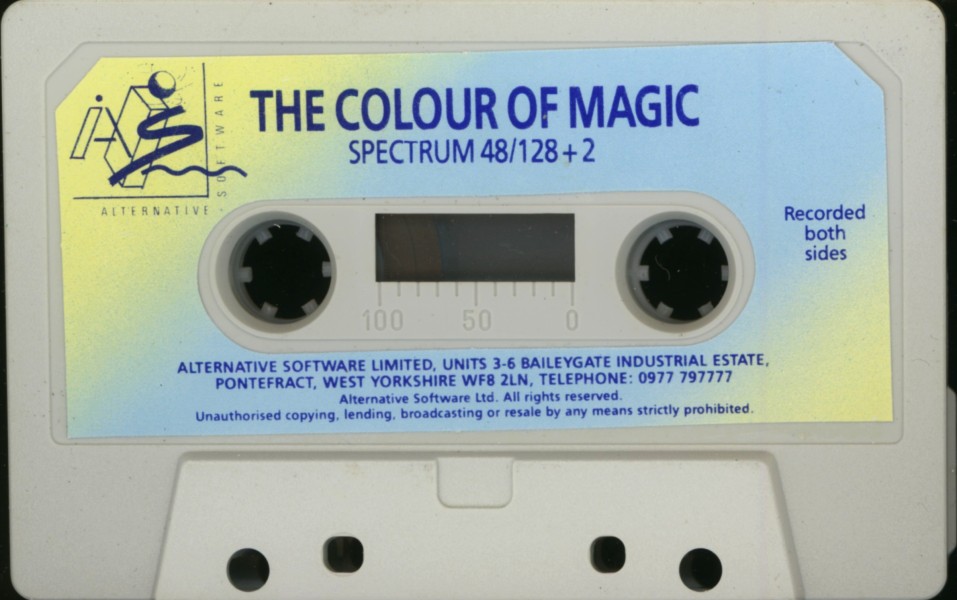 THE COLOUR OF MAGIC
SPECTRUM 48/128+2
SOFTWARE
ALTERNATIVE
Recorded
both
sides
100 50 0
ALTERNATIVE SOFTWARE LIMITED, UNITS 3-6 BAILEYGATE INDUSTRIAL ESTATE,
PONTEFRACT, WEST YORKSHIRE WF8 2LN, TELEPHONE: 0977 797777
Alternative Software Ltd. All rights reserved.
Unauthorised copying, lending, broadcasting or resale by any means strictly prohibited.